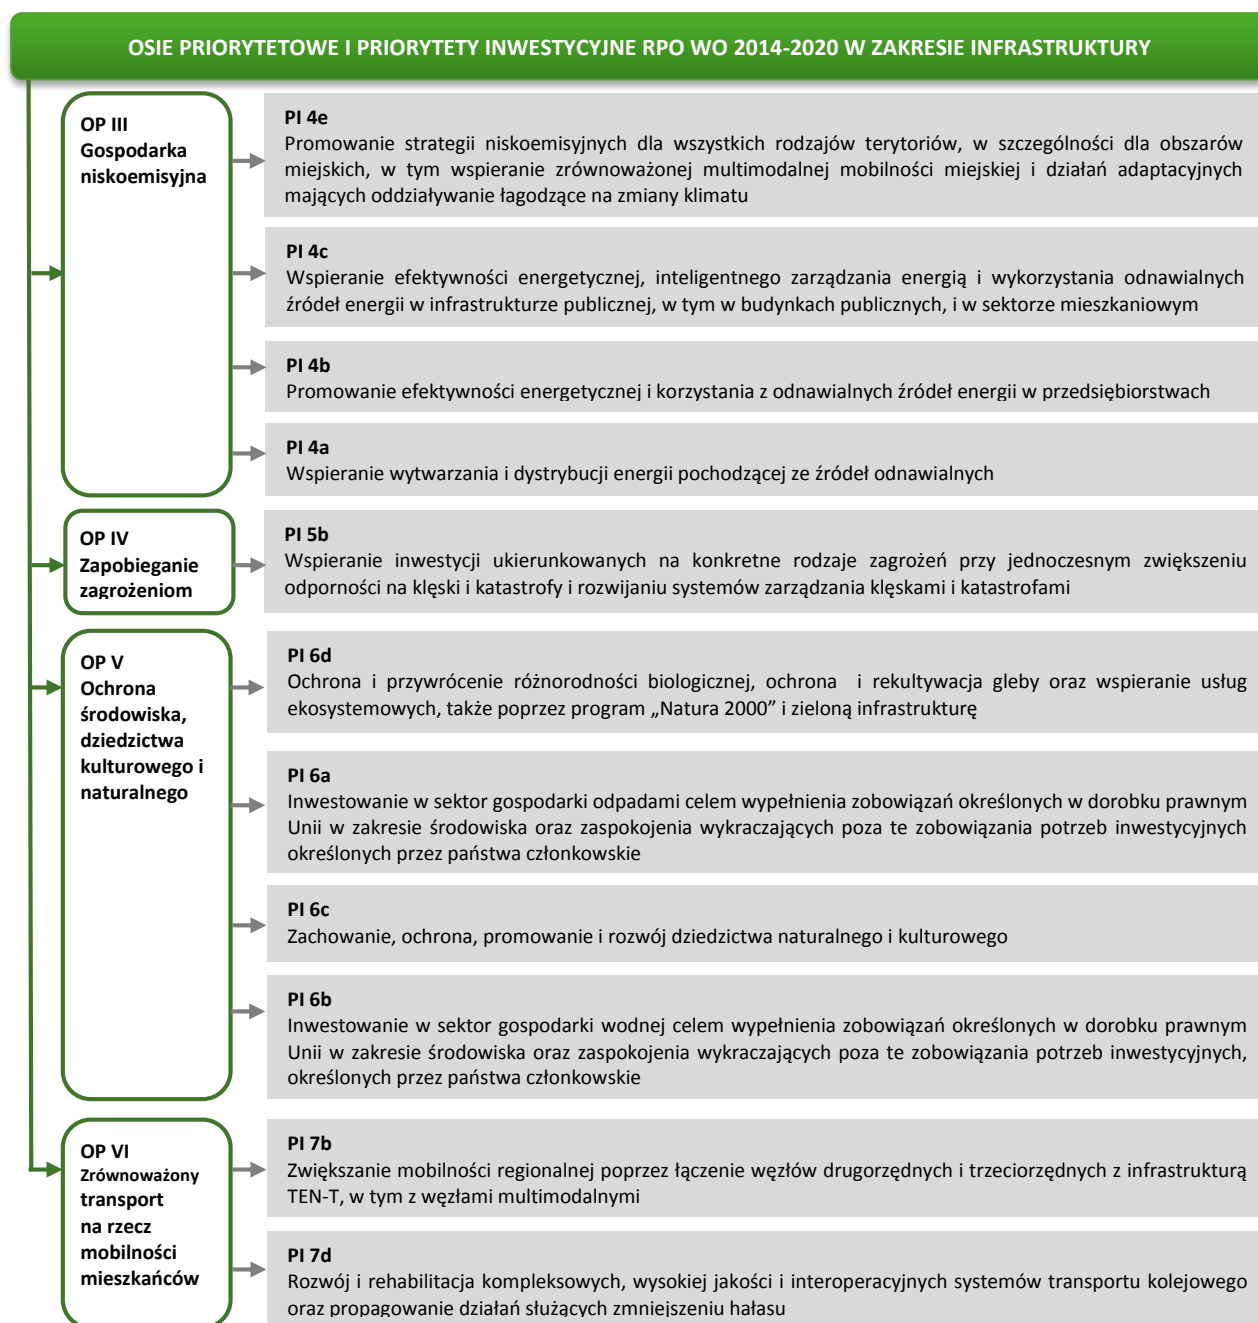 OSIE PRIORYTETOWE I PRIORYTETY INWESTYCYJNE RPO WO 2014-2020 W ZAKRESIE INFRASTRUKTURY
OP III
Gospodarka
niskoemisyjna
PI 4e
Promowanie strategii niskoemisyjnych dla wszystkich rodzajów terytoriów, w szczególności dla obszarów
miejskich, w tym wspieranie zrównoważonej multimodalnej mobilności miejskiej i działań adaptacyjnych
mających oddziaływanie łagodzące na zmiany klimatu
PI 4c
Wspieranie efektywności energetycznej, inteligentnego zarządzania energią i wykorzystania odnawialnych
źródeł energii w infrastrukturze publicznej, w tym w budynkach publicznych, i w sektorze mieszkaniowym
PI 4b
Promowanie efektywności energetycznej i korzystania z odnawialnych źródeł energii w przedsiębiorstwach
PI 4a
Wspieranie wytwarzania i dystrybucji energii pochodzącej ze źródeł odnawialnych
OP IV
Zapobieganie
zagrożeniom
PI 5b
Wspieranie inwestycji ukierunkowanych na konkretne rodzaje zagrożeń przy jednoczesnym zwiększeniu
odporności na klęski i katastrofy i rozwijaniu systemów zarządzania klęskami i katastrofami
OP V
Ochrona
środowiska,
dziedzictwa
kulturowego i
naturalnego
PI 6d
Ochrona i przywrócenie różnorodności biologicznej, ochrona i rekultywacja gleby oraz wspieranie usług
ekosystemowych, także poprzez program „Natura 2000” i zieloną infrastrukturę
PI 6a
Inwestowanie w sektor gospodarki odpadami celem wypełnienia zobowiązań określonych w dorobku prawnym
Unii w zakresie środowiska oraz zaspokojenia wykraczających poza te zobowiązania potrzeb inwestycyjnych
określonych przez państwa członkowskie
PI 6c
Zachowanie, ochrona, promowanie i rozwój dziedzictwa naturalnego i kulturowego
PI 6b
Inwestowanie w sektor gospodarki wodnej celem wypełnienia zobowiązań określonych w dorobku prawnym
Unii w zakresie środowiska oraz zaspokojenia wykraczających poza te zobowiązania potrzeb inwestycyjnych,
określonych przez państwa członkowskie
OP VI
Zrównoważony
transport
na rzecz
mobilności
mieszkańców
PI 7b
Zwiększanie mobilności regionalnej poprzez łączenie węzłów drugorzędnych i trzeciorzędnych z infrastrukturą
TEN-T, w tym z węzłami multimodalnymi
PI 7d
Rozwój i rehabilitacja kompleksowych, wysokiej jakości i interoperacyjnych systemów transportu kolejowego
oraz propagowanie działań służących zmniejszeniu hałasu